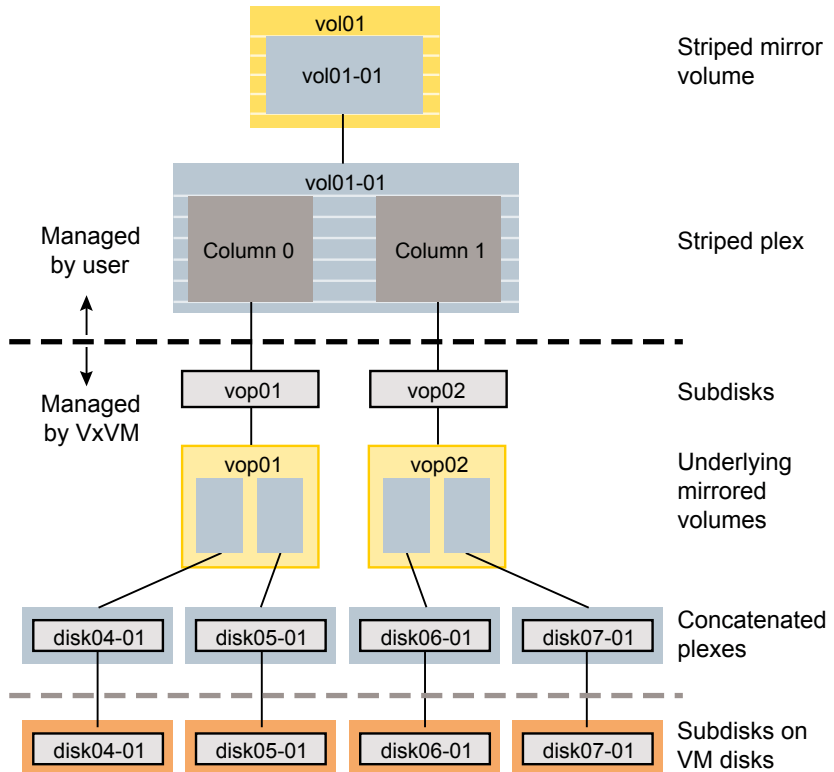 vol01
vol01-01
Striped mirror
volume
vol01-01
Column 0
Column 1
Striped plex
Managed
by user
Managed
by VxVM
vop01
vop02
Subdisks
vop01
vop02
Underlying
mirrored
volumes
disk04-01
disk05-01
disk06-01
disk07-01
Concatenated
plexes
disk04-01
disk05-01
disk06-01
disk07-01
Subdisks on
VM disks